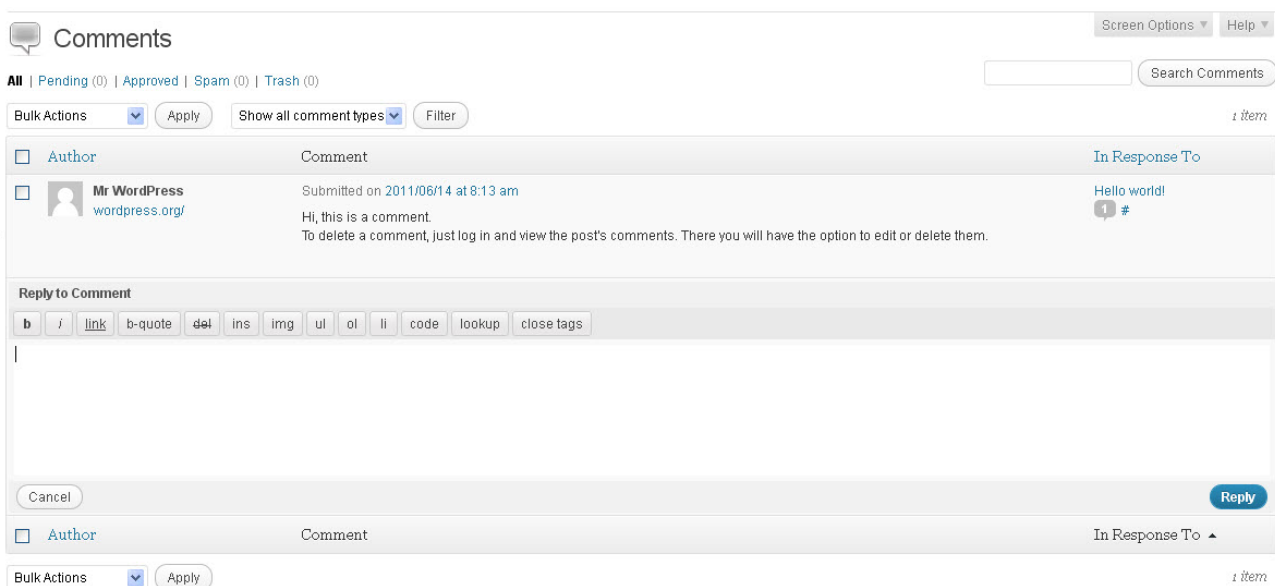 Screen Options Help
Comments
All | Pending (0) | Approved | Spam (0) | Trash (0)
Search Comments
Bulk Actions Apply Show all comment types Filter 1 item
Author Comment In Response To
Mr WordPress Submitted on 2011/06/14 at 8:13 am Hello world!
wordpress.org/ 1 #
Hi, this is a comment.
To delete a comment, just log in and view the post's comments. There you will have the option to edit or delete them.
Reply to Comment
b i link b-quote del ins img ul ol li code lookup close tags
Cancel Reply
Author Comment In Response To
Bulk Actions Apply 1 item